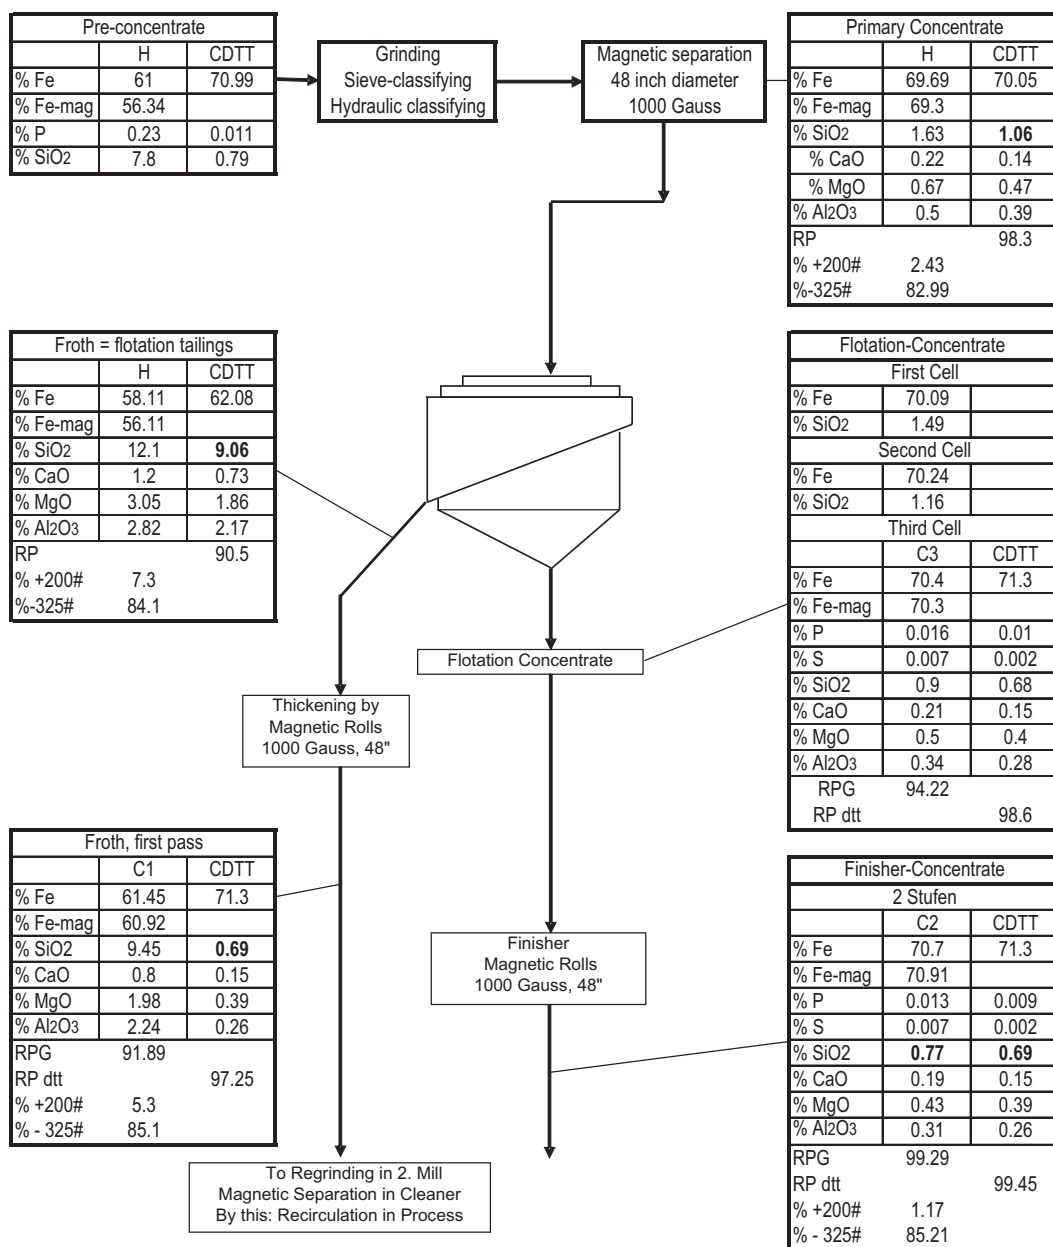 Pre-concentrate
H CDTT
% Fe 61 70.99
% Fe-mag 56.34
% P 0.23 0.011
% SiO2 7.8 0.79
Grinding
Sieve-classifying
Hydraulic classifying
Magnetic separation
48 inch diameter
1000 Gauss
Primary Concentrate
H CDTT
% Fe 69.69 70.05
% Fe-mag 69.3
% SiO2 1.63 1.06
% CaO 0.22 0.14
% MgO 0.67 0.47
% Al2O3 0.5 0.39
RP 98.3
% +200# 2.43
%-325# 82.99
Froth = flotation tailings
H CDTT
% Fe 58.11 62.08
% Fe-mag 56.11
% SiO2 12.1 9.06
% CaO 1.2 0.73
% MgO 3.05 1.86
% Al2O3 2.82 2.17
RP 90.5
% +200# 7.3
%-325# 84.1
Flotation-Concentrate
First Cell
% Fe 70.09
% SiO2 1.49
Second Cell
% Fe 70.24
% SiO2 1.16
Third Cell
C3 CDTT
% Fe 70.4 71.3
% Fe-mag 70.3
% P 0.016 0.01
% S 0.007 0.002
% SiO2 0.9 0.68
% CaO 0.21 0.15
% MgO 0.5 0.4
% Al2O3 0.34 0.28
RPG 94.22
RP dtt 98.6
Flotation Concentrate
Thickening by
Magnetic Rolls
1000 Gauss, 48"
Froth, first pass
C1 CDTT
% Fe 61.45 71.3
% Fe-mag 60.92
% SiO2 9.45 0.69
% CaO 0.8 0.15
% MgO 1.98 0.39
% Al2O3 2.24 0.26
RPG 91.89
RP dtt 97.25
% +200# 5.3
% - 325# 85.1
Finisher
Magnetic Rolls
1000 Gauss, 48"
Finisher-Concentrate
2 Stufen
C2 CDTT
% Fe 70.7 71.3
% Fe-mag 70.91
% P 0.013 0.009
% S 0.007 0.002
% SiO2 0.77 0.69
% CaO 0.19 0.15
% MgO 0.43 0.39
% Al2O3 0.31 0.26
RPG 99.29
RP dtt 99.45
% +200# 1.17
% - 325# 85.21
To Regrinding in 2. Mill
Magnetic Separation in Cleaner
By this: Recirculation in Process